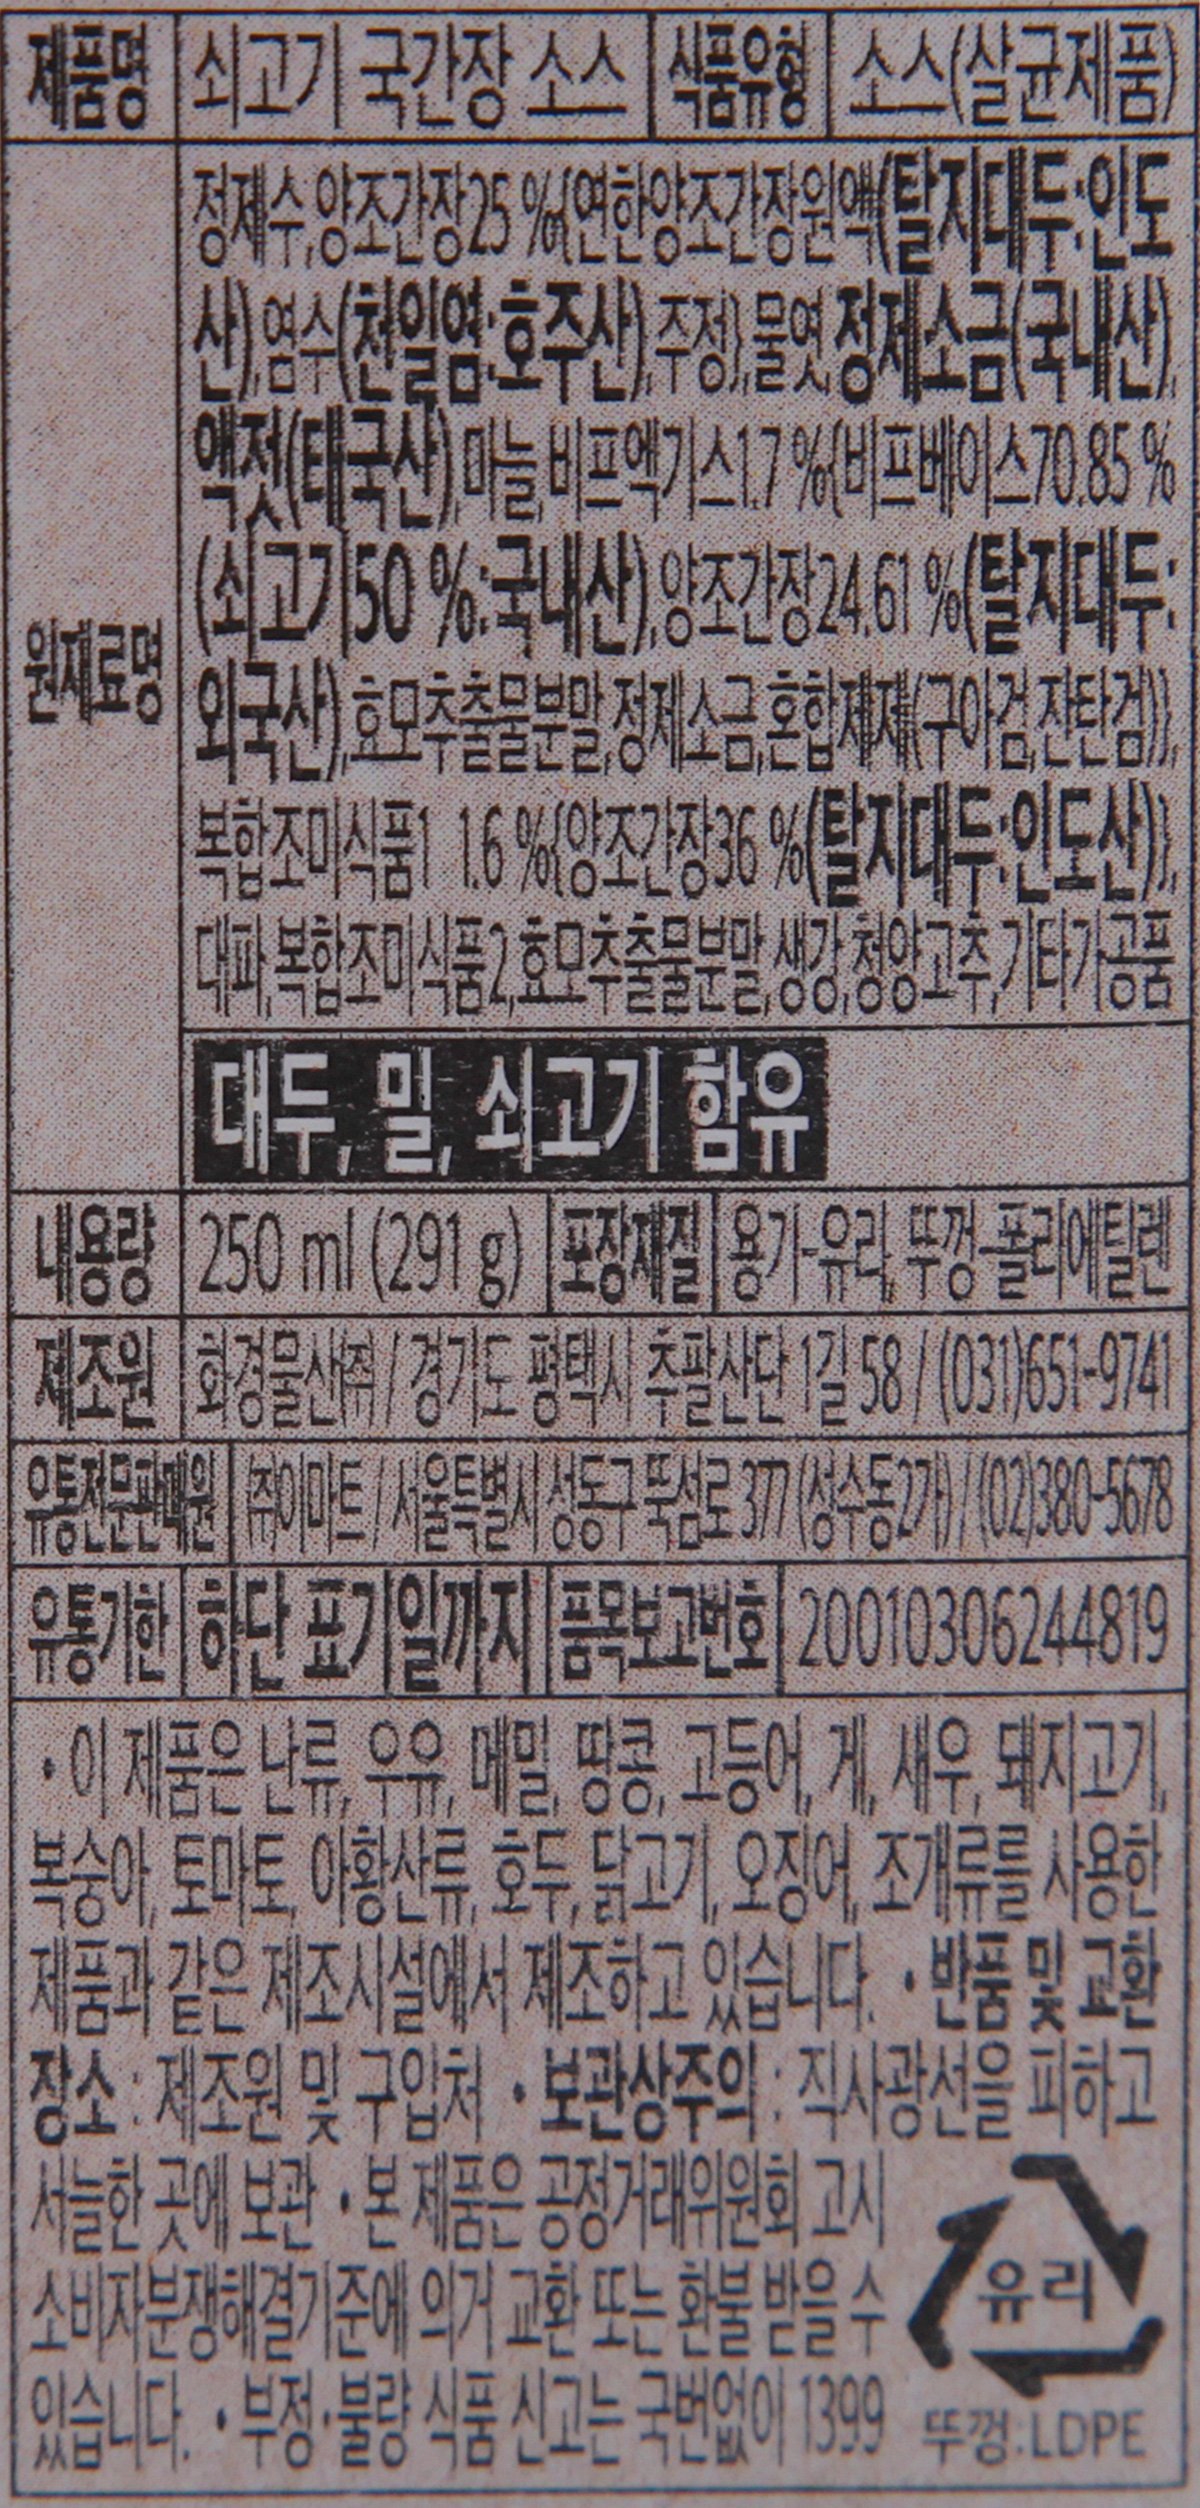 제품명 쇠고기 국간장 소스 식품유형 소스(살균제품)
원재료명
정제수,양조간장25 %{연한양조간장원액(탈지대두:인도
산),염수(천일염:호주산),주정},물엿,정제소금(국내산),
액젓(태국산),마늘,비프엑기스1.7 %{비프베이스70.85 %
(쇠고기50 %:국내산),양조간장24.61 %(탈지대두:
외국산),효모추출물분말,정제소금,혼합제제(구아검,잔탄검)},
복합조미식품1 1.6 %{양조간장36 %(탈지대두:인도산)},
대파,복합조미식품2,효모추출물분말,생강,청양고추,기타가공품
대두, 밀, 쇠고기 함유
내용량 250 ml (291 g) 포장재질 용기-유리, 뚜껑-폴리에틸렌
제조원 화경물산㈜ / 경기도 평택시 추팔산단 1길 58 / (031)651-9741
유통전문판매원 ㈜이마트 / 서울특별시 성동구 뚝섬로 377 (성수동2가) / (02)380-5678
유통기한 하단 표기일까지 품목보고번호 20010306244819
• 이 제품은 난류, 우유, 메밀, 땅콩, 고등어, 게, 새우, 돼지고기,
복숭아, 토마토, 아황산류, 호두, 닭고기, 오징어, 조개류를 사용한
제품과 같은 제조시설에서 제조하고 있습니다. • 반품 및 교환
장소 : 제조원 및 구입처 • 보관상주의 : 직사광선을 피하고
서늘한 곳에 보관 • 본 제품은 공정거래위원회 고시
소비자분쟁해결기준에 의거 교환 또는 환불 받을 수
있습니다. • 부정·불량 식품 신고는 국번없이 1399
유리
뚜껑:LDPE